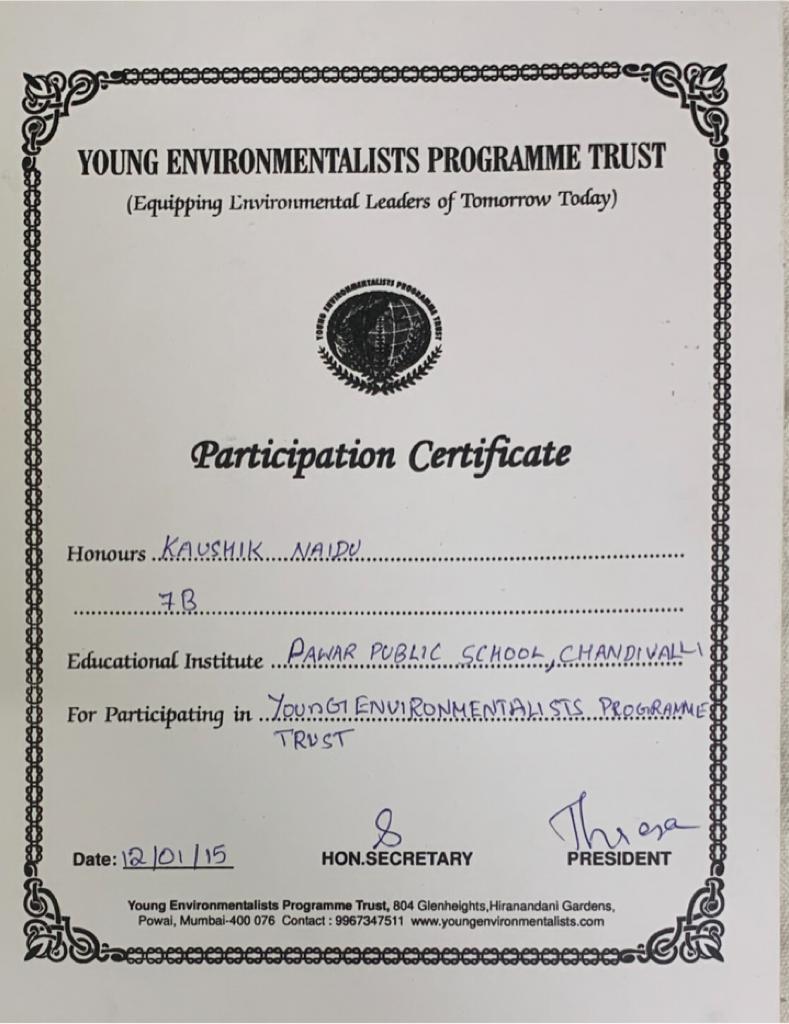 YOUNG ENVIRONMENTALISTS PROGRAMME TRUST
(Equipping Environmental Leaders of Tomorrow Today)
YOUNG ENVIRONMENTALISTS PROGRAMME TRUST
Participation Certificate
Honours KAUSHIK NAIDU
7B
Educational Institute PAWAR PUBLIC SCHOOL, CHANDIVALLI
For Participating in YOUNG ENVIRONMENTALISTS PROGRAMME
TRUST
Theresa
Date: 12/01/15 HON.SECRETARY PRESIDENT
Young Environmentalists Programme Trust, 804 Glenheights,Hiranandani Gardens,
Powai, Mumbai-400 076 Contact : 9967347511 www.youngenvironmentalists.com